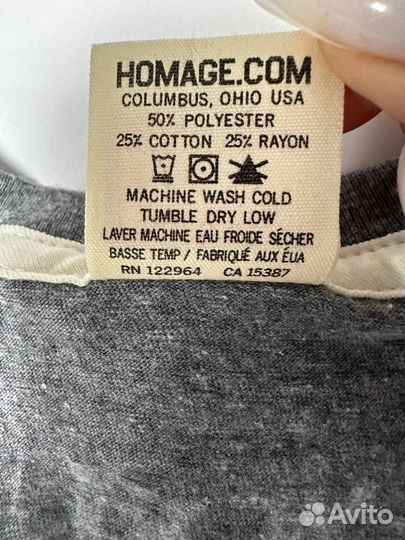 HOMAGE.COM
COLUMBUS, OHIO USA
50% POLYESTER
25% COTTON 25% RAYON
MACHINE WASH COLD
TUMBLE DRY LOW
LAVER MACHINE EAU FROIDE SÉCHER
BASSE TEMP / FABRIQUÉ AUX ÉUA
RN 122964 CA 15387
Avito